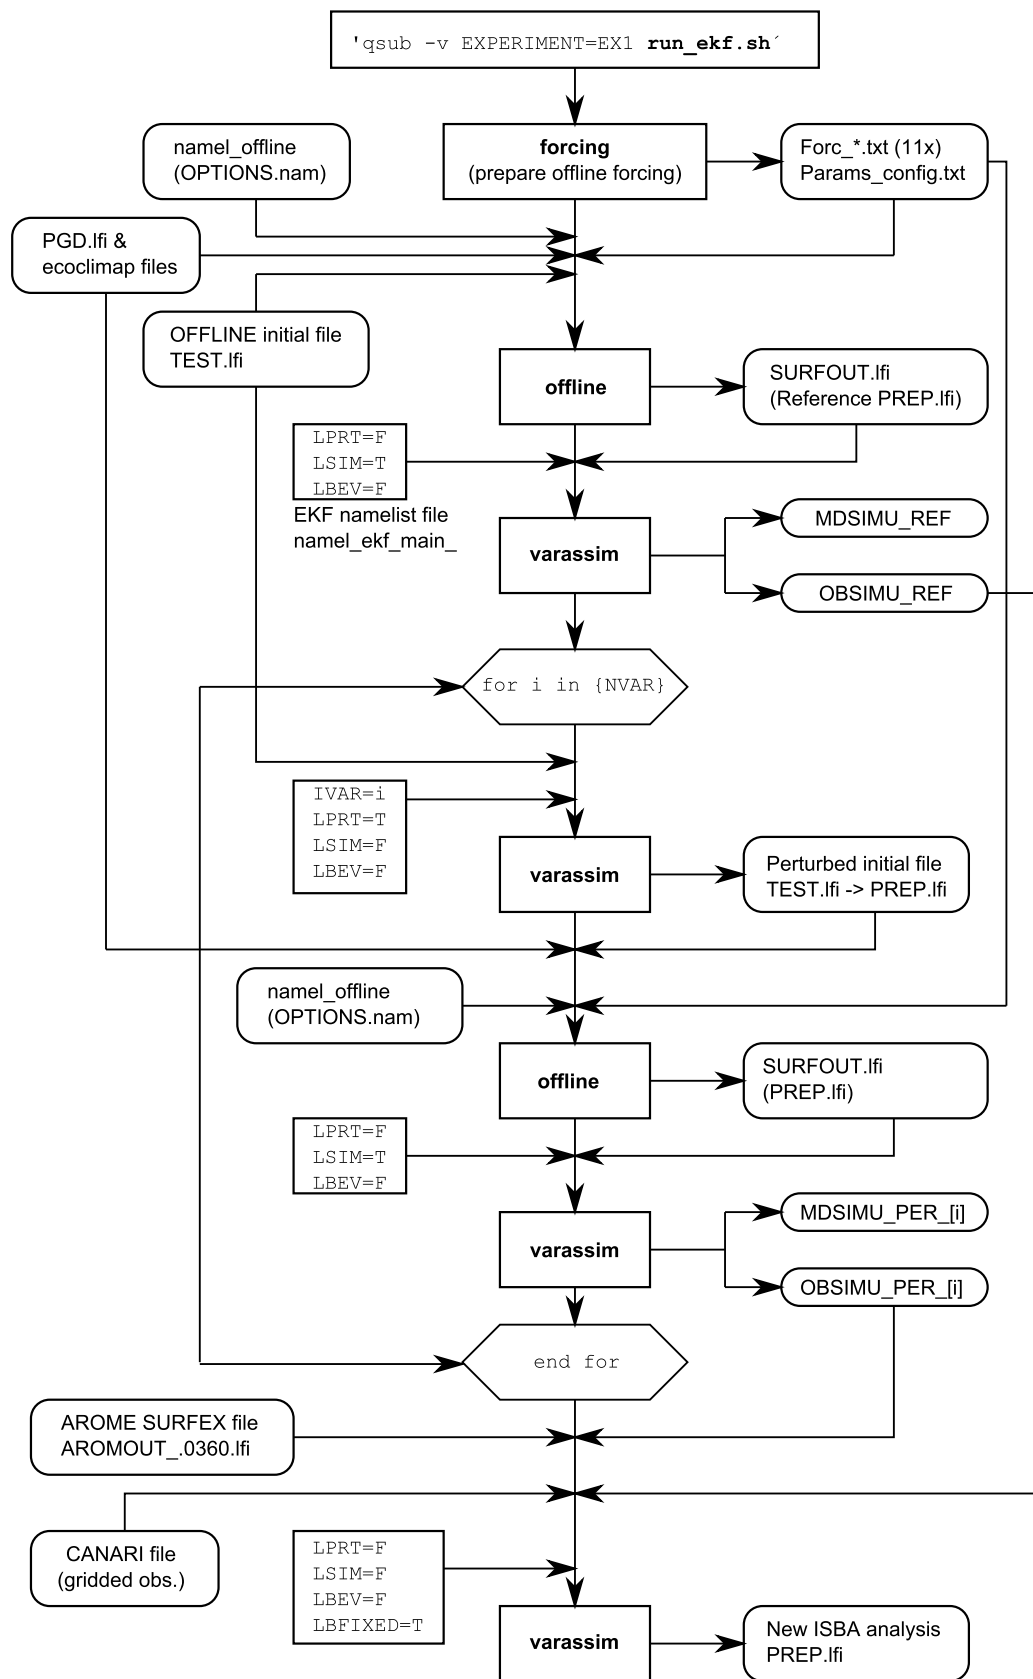 'qsub -v EXPERIMENT=EX1 run_ekf.sh´
namel_offline
(OPTIONS.nam)
forcing
(prepare offline forcing)
Forc_*.txt (11x)
Params_config.txt
PGD.lfi &
ecoclimap files
OFFLINE initial file
TEST.lfi
offline
SURFOUT.lfi
(Reference PREP.lfi)
LPRT=F
LSIM=T
LBEV=F
EKF namelist file
namel_ekf_main_
varassim
MDSIMU_REF
OBSIMU_REF
for i in {NVAR}
IVAR=i
LPRT=T
LSIM=F
LBEV=F
varassim
Perturbed initial file
TEST.lfi -> PREP.lfi
namel_offline
(OPTIONS.nam)
offline
SURFOUT.lfi
(PREP.lfi)
LPRT=F
LSIM=T
LBEV=F
varassim
MDSIMU_PER_[i]
OBSIMU_PER_[i]
end for
AROME SURFEX file
AROMOUT_.0360.lfi
CANARI file
(gridded obs.)
LPRT=F
LSIM=F
LBEV=F
LBFIXED=T
varassim
New ISBA analysis
PREP.lfi